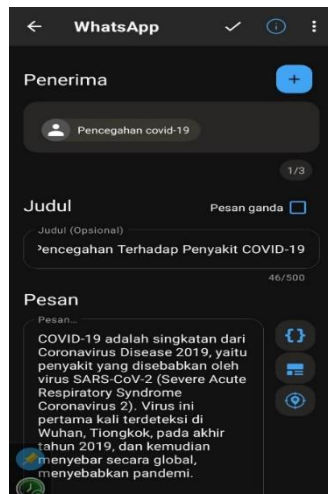 WhatsApp
Penerima
Pencegahan covid-19
1/3
Judul
Pesan ganda
Judul (Opsional)
Pencegahan Terhadap Penyakit COVID-19
46/500
Pesan
Pesan...
COVID-19 adalah singkatan dari
Coronavirus Disease 2019, yaitu
penyakit yang disebabkan oleh
virus SARS-CoV-2 (Severe Acute
Respiratory Syndrome
Coronavirus 2). Virus ini
pertama kali terdeteksi di
Wuhan, Tiongkok, pada akhir
tahun 2019, dan kemudian
menyebar secara global,
menyebabkan pandemi.